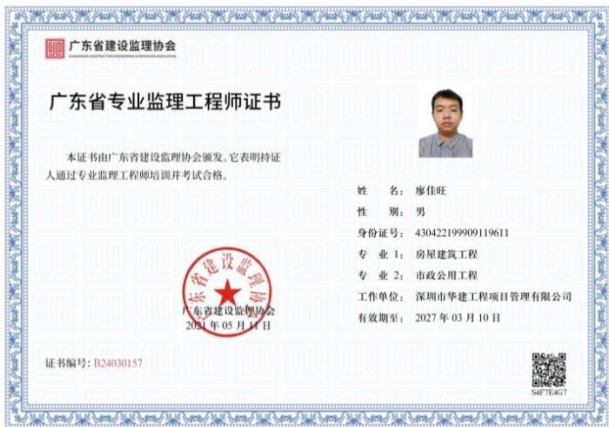 广东省建设监理协会
广东省专业监理工程师证书
本证书由广东省建设监理协会颁发。它表明持证
人通过专业监理工程师培训并考试合格。
姓 名： 廖佳旺
性 别： 男
身份证号： 430422199909119611
专 业 1： 房屋建筑工程
专 业 2： 市政公用工程
工作单位： 深圳市华建工程项目管理有限公司
有效期至： 2027 年 03 月 10 日
广东省建设监理协会
广东省建设监理协会
2021 年 05 月 11 日
证书编号：B24030157
S4F7E4G7